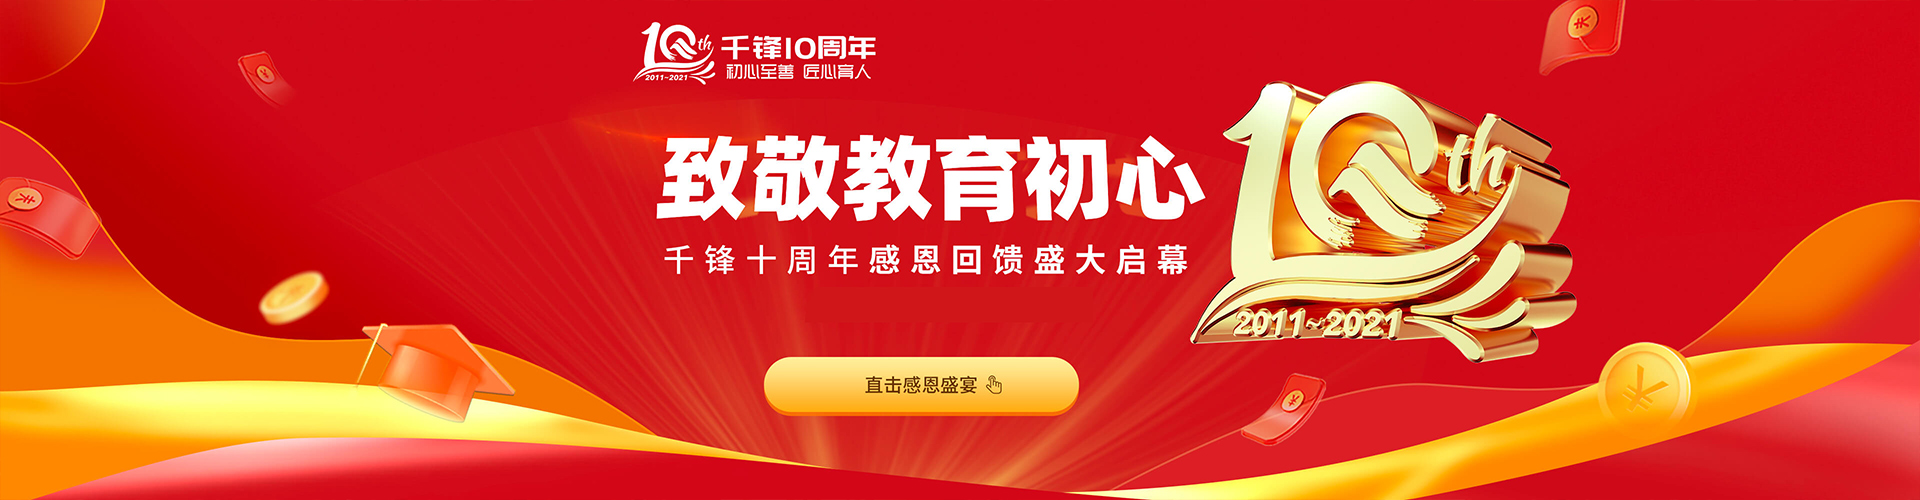 10th 千锋10周年
2011~2021 初心至善 匠心育人
致敬教育初心
千锋十周年感恩回馈盛大启幕
直击感恩盛宴
10th
2011~2021